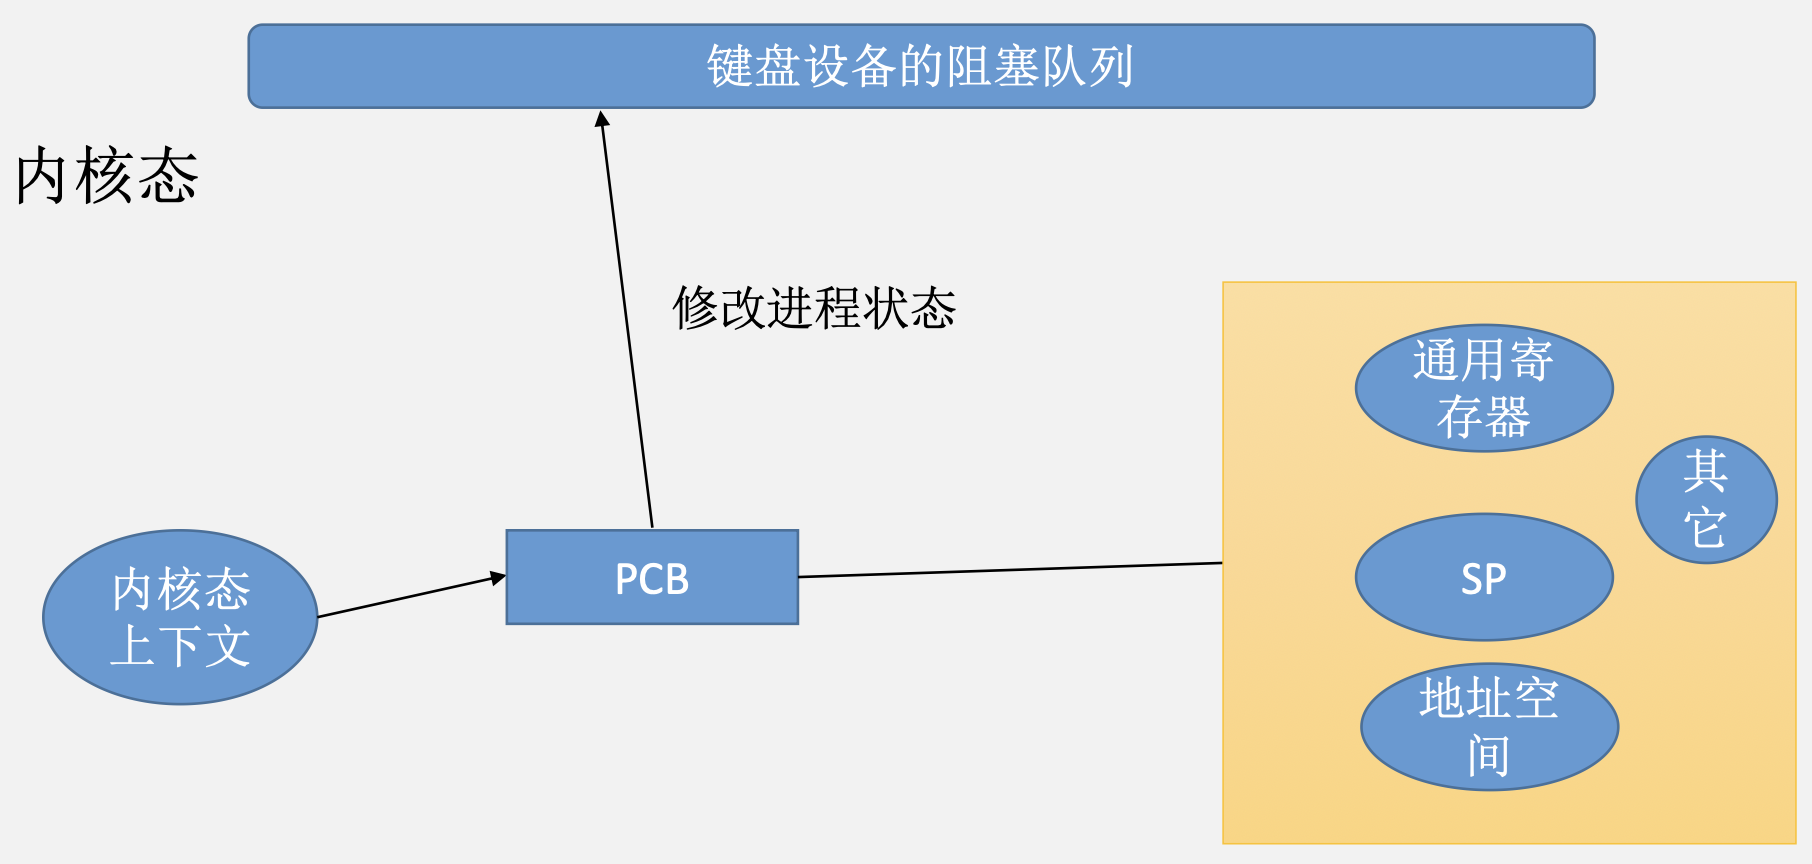 键盘设备的阻塞队列
内核态
修改进程状态
通用寄
存器
其
它
内核态
上下文
PCB
SP
地址空
间